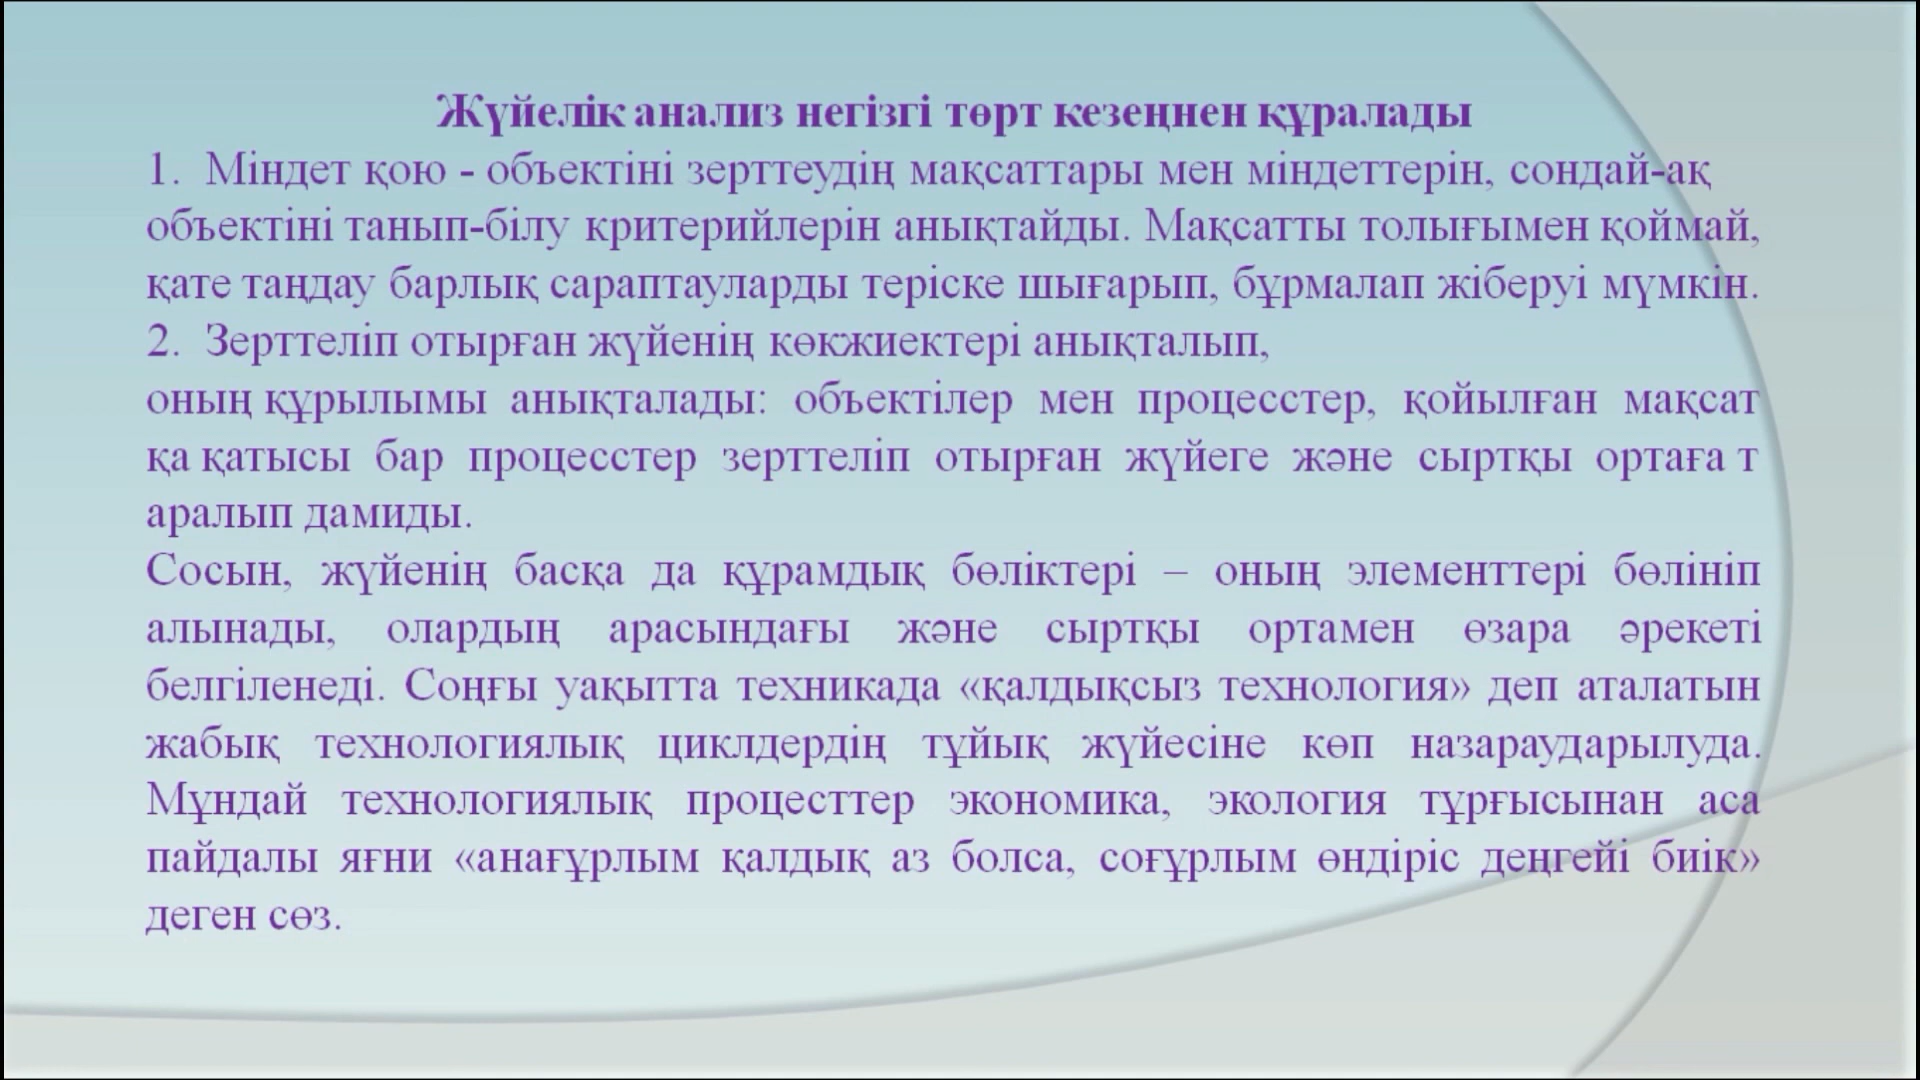 Жүйелік анализ негізгі төрт кезеңнен құралады
1. Міндет қою - объектіні зерттеудің мақсаттары мен міндеттерін, сондай-ақ
объектіні танып-білу критерийлерін анықтайды. Мақсатты толығымен қоймай,
қате таңдау барлық сараптауларды теріске шығарып, бұрмалап жіберуі мүмкін.
2. Зерттеліп отырған жүйенің көкжиектері анықталып,
оның құрылымы анықталады: объектілер мен процесстер, қойылған мақсат
қа қатысы бар процесстер зерттеліп отырған жүйеге және сыртқы ортаға т
аралып дамиды.
Сосын, жүйенің басқа да құрамдық бөліктері – оның элементтері бөлініп
алынады, олардың арасындағы және сыртқы ортамен өзара әрекеті
белгіленеді. Соңғы уақытта техникада «қалдықсыз технология» деп аталатын
жабық технологиялық циклдердің тұйық жүйесіне көп назараударылуда.
Мұндай технологиялық процесттер экономика, экология тұрғысынан аса
пайдалы яғни «анағұрлым қалдық аз болса, соғұрлым өндіріс деңгейі биік»
деген сөз.